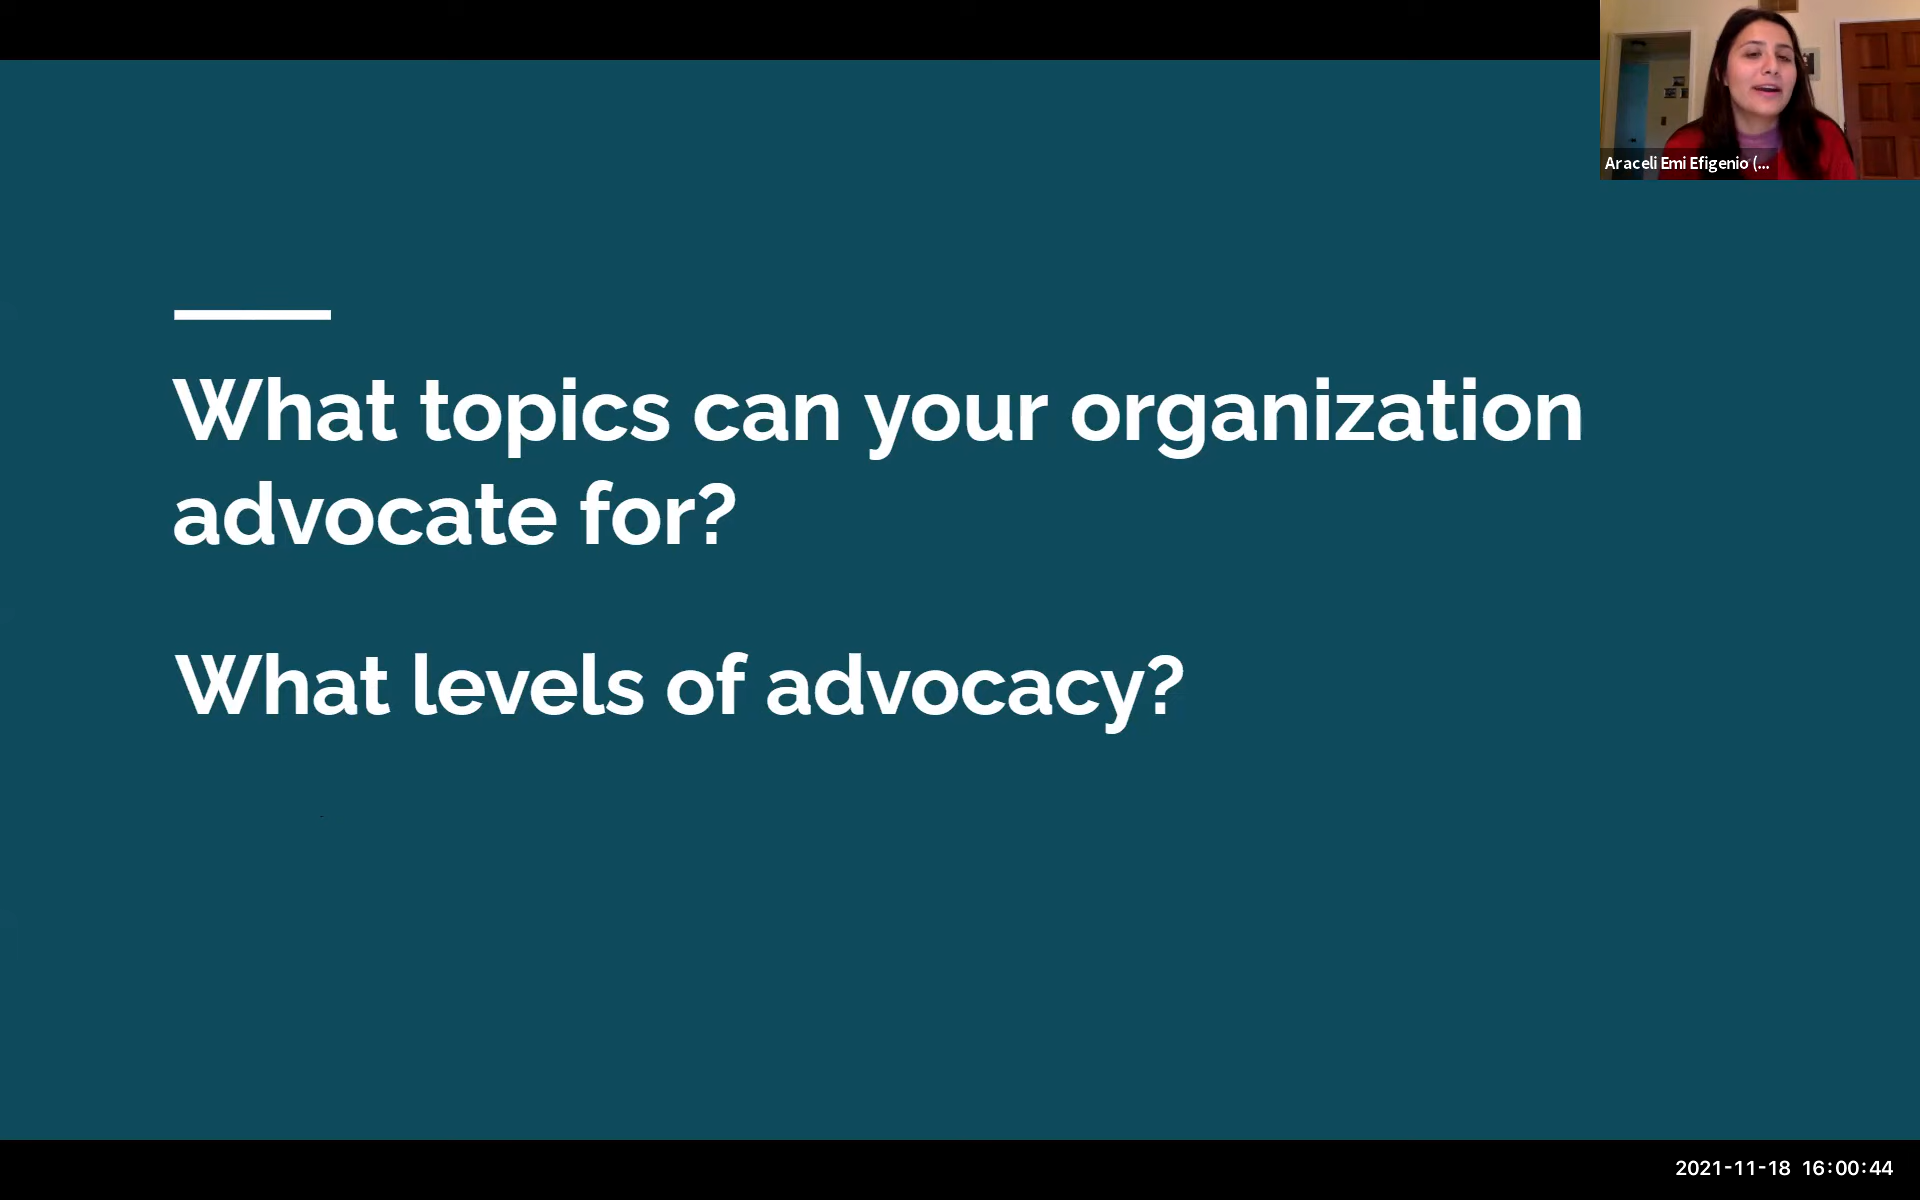 Araceli Emi Efigenio (...
What topics can your organization
advocate for?
What levels of advocacy?
2021-11-18 16:00:44